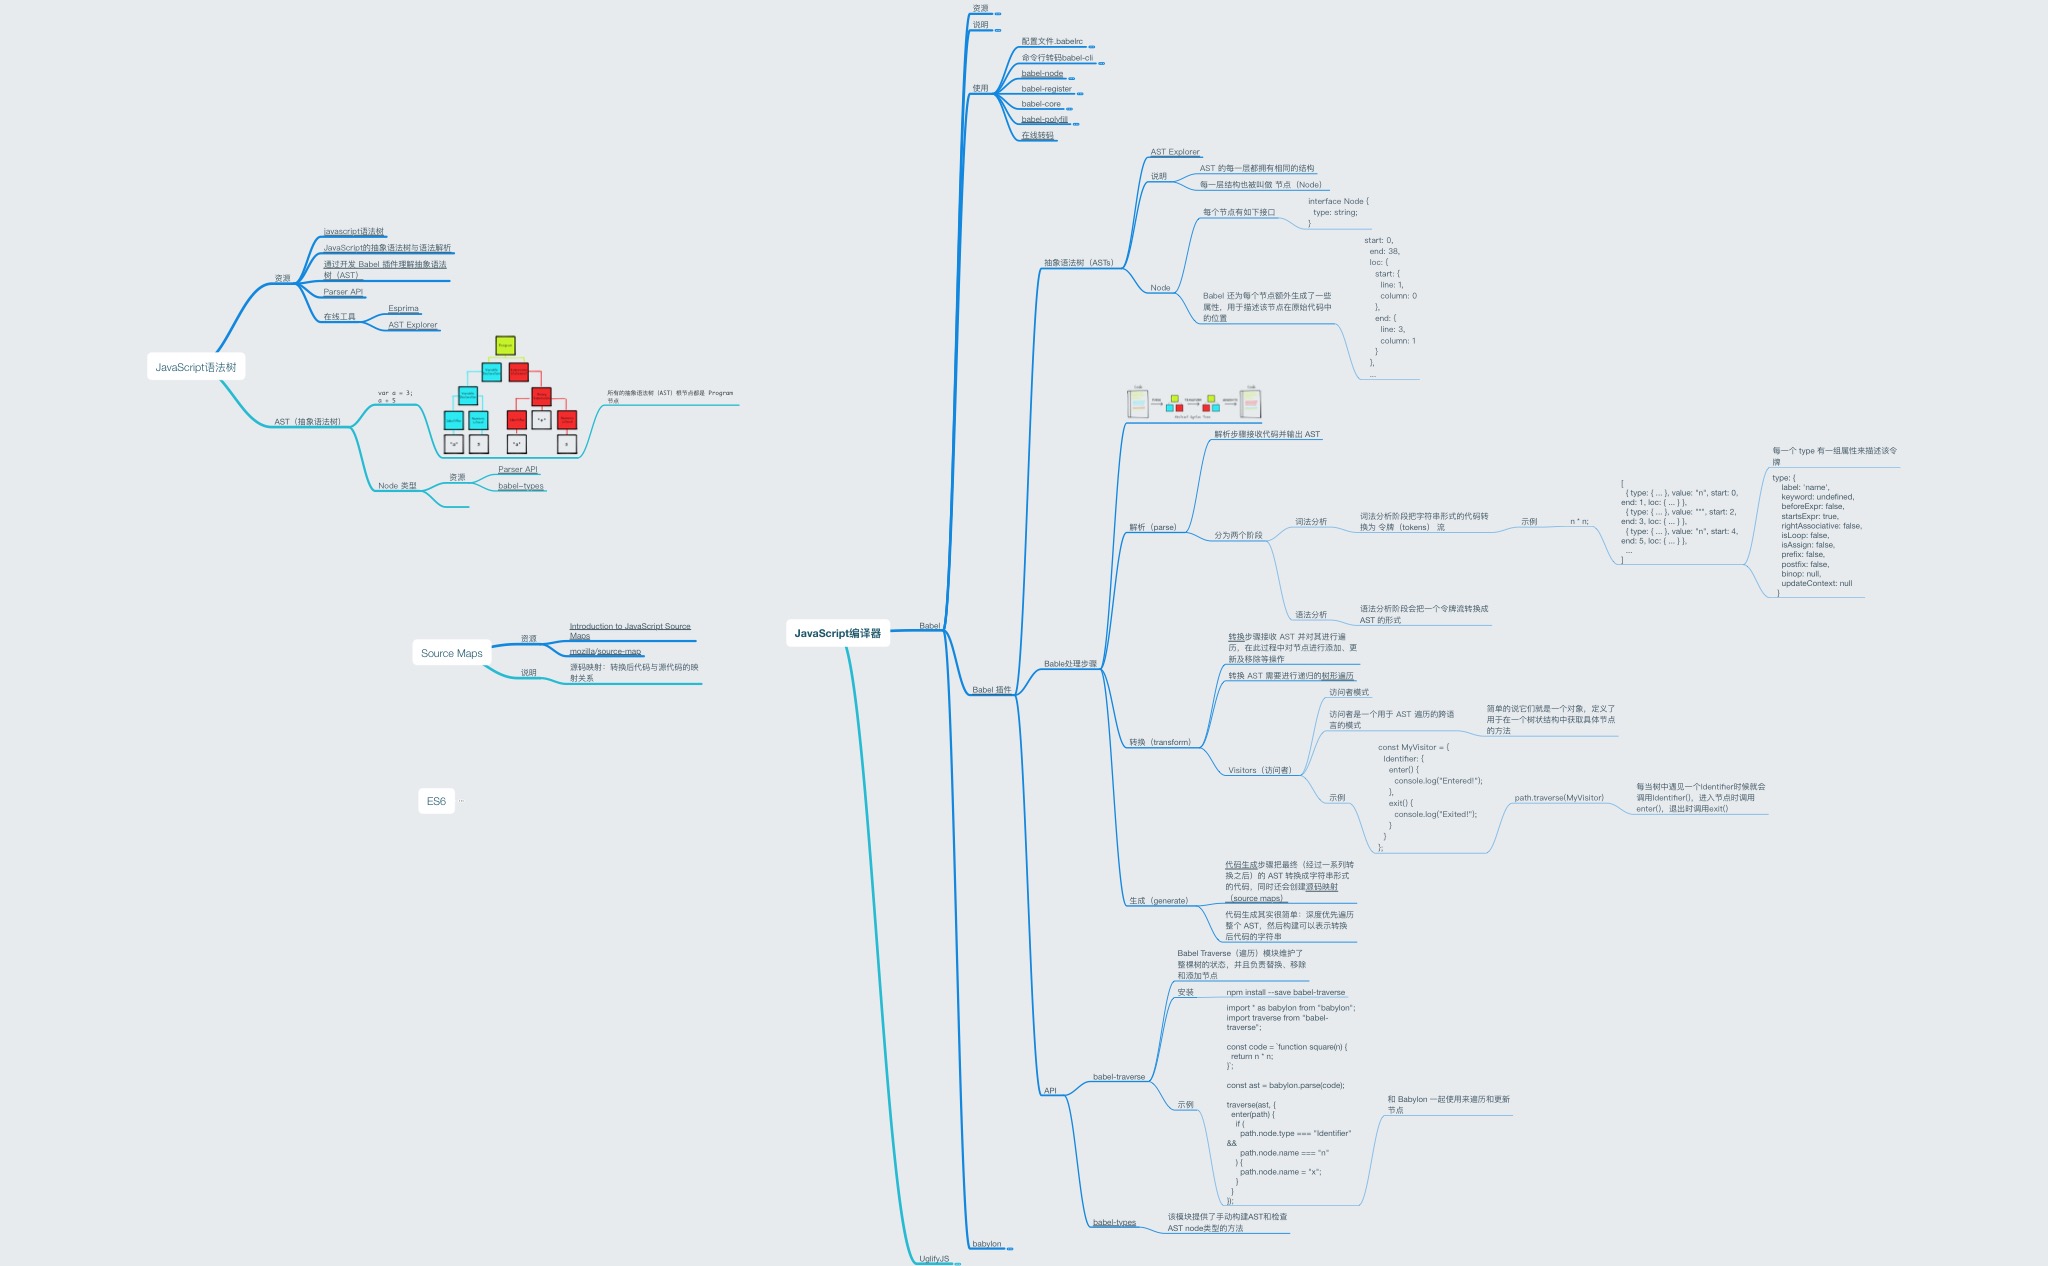 JavaScript语法树
资源
javascript语法树
JavaScript的抽象语法树与语法解析
通过开发 Babel 插件理解抽象语法
树（AST）
Parser API
在线工具
Esprima
AST Explorer
AST（抽象语法树）
var a = 3;
a + 5
所有的抽象语法树（AST）根节点都是 Program
节点
Node 类型
资源
Parser API
babel-types
Source Maps
资源
Introduction to JavaScript Source
Maps
mozilla/source-map
说明
源码映射：转换后代码与源代码的映
射关系
ES6
JavaScript编译器
Babel
资源
说明
使用
配置文件.babelrc
命令行转码babel-cli
babel-node
babel-register
babel-core
babel-polyfill
在线转码
Babel 插件
抽象语法树（ASTs）
AST Explorer
说明
AST 的每一层都拥有相同的结构
每一层结构也被叫做 节点（Node）
Node
每个节点有如下接口
interface Node {
type: string;
}
Babel 还为每个节点额外生成了一些
属性，用于描述该节点在原始代码中
的位置
start: 0,
end: 38,
loc: {
start: {
line: 1,
column: 0
},
end: {
line: 3,
column: 1
}
},
...
Bable处理步骤
解析（parse）
解析步骤接收代码并输出 AST
分为两个阶段
词法分析
词法分析阶段把字符串形式的代码转
换为 令牌（tokens） 流
示例
n * n;
[
{ type: { ... }, value: "n", start: 0,
end: 1, loc: { ... } },
{ type: { ... }, value: "*", start: 2,
end: 3, loc: { ... } },
{ type: { ... }, value: "n", start: 4,
end: 5, loc: { ... } },
...
]
每一个 type 有一组属性来描述该令
牌
type: {
label: 'name',
keyword: undefined,
beforeExpr: false,
startsExpr: true,
rightAssociative: false,
isLoop: false,
isAssign: false,
prefix: false,
postfix: false,
binop: null,
updateContext: null
}
语法分析
语法分析阶段会把一个令牌流转换成
AST 的形式
转换（transform）
转换步骤接收 AST 并对其进行遍
历，在此过程中对节点进行添加、更
新及移除等操作
转换 AST 需要进行递归的树形遍历
Visitors（访问者）
访问者模式
访问者是一个用于 AST 遍历的跨语
言的模式
简单的说它们就是一个对象，定义了
用于在一个树状结构中获取具体节点
的方法
示例
const MyVisitor = {
Identifier: {
enter() {
console.log("Entered!");
},
exit() {
console.log("Exited!");
}
}
};
path.traverse(MyVisitor)
每当树中遇见一个Identifier时候就会
调用Identifier()，进入节点时调用
enter()，退出时调用exit()
生成（generate）
代码生成步骤把最终（经过一系列转
换之后）的 AST 转换成字符串形式
的代码，同时还会创建源码映射
（source maps）
代码生成其实很简单：深度优先遍历
整个 AST，然后构建可以表示转换
后代码的字符串
API
babel-traverse
Babel Traverse（遍历）模块维护了
整棵树的状态，并且负责替换、移除
和添加节点
安装
npm install --save babel-traverse
示例
import * as babylon from "babylon";
import traverse from "babel-
traverse";
const code = `function square(n) {
return n * n;
}`;
const ast = babylon.parse(code);
traverse(ast, {
enter(path) {
if (
path.node.type === "Identifier"
&&
path.node.name === "n"
) {
path.node.name = "x";
}
}
});
和 Babylon 一起使用来遍历和更新
节点
babel-types
该模块提供了手动构建AST和检查
AST node类型的方法
babylon
UglifyJS